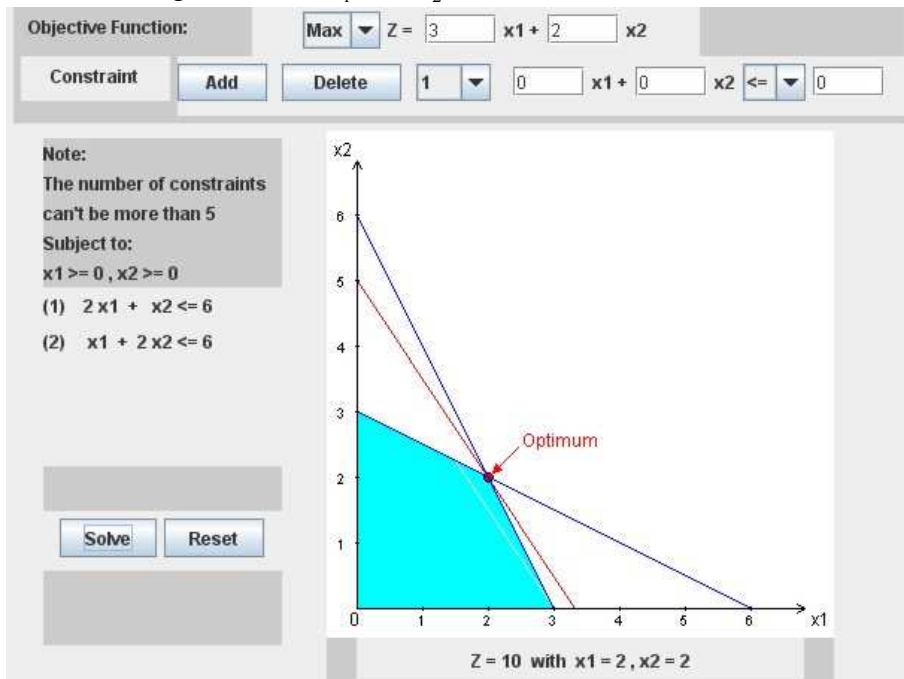 Objective Function: Max Z = 3 x1 + 2 x2
Constraint Add Delete 1 0 x1 + 0 x2 <= 0
Note:
The number of constraints
can't be more than 5
Subject to:
x1 >= 0 , x2 >= 0
(1) 2 x1 + x2 <= 6
(2) x1 + 2 x2 <= 6
Solve Reset
x2
6
5
4
3
2
1
Optimum
0 1 2 3 4 5 6 x1
Z = 10 with x1 = 2 , x2 = 2